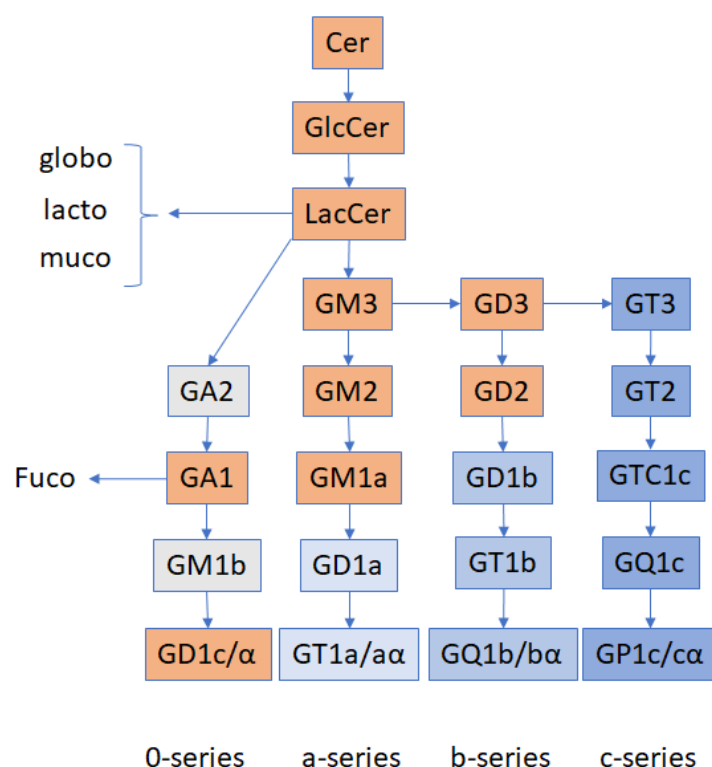 Cer
GlcCer
globo
lacto
muco
LacCer
GM3 GD3 GT3
GA2 GM2 GD2 GT2
Fuco GA1 GM1a GD1b GTC1c
GM1b GD1a GT1b GQ1c
GD1c/α GT1a/aα GQ1b/bα GP1c/cα
0-series a-series b-series c-series